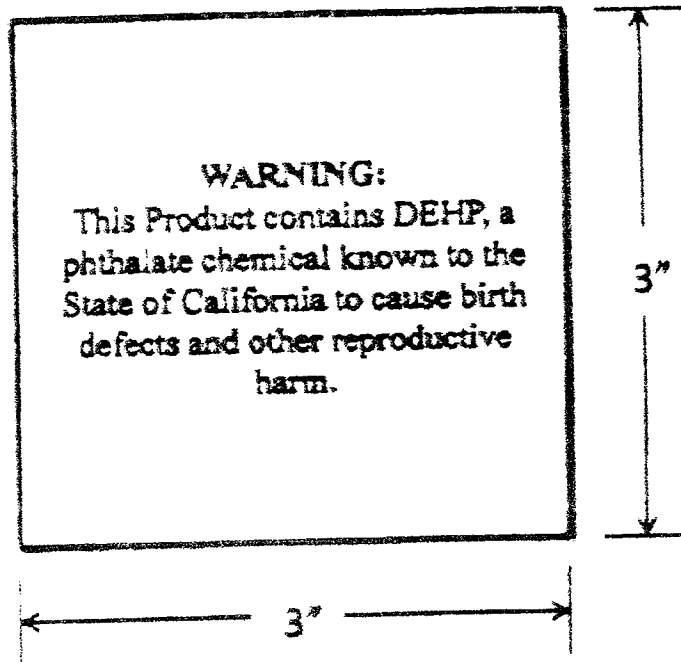 WARNING:
This Product contains DEHP, a
phthalate chemical known to the
State of California to cause birth
defects and other reproductive
harm.
3"
3"